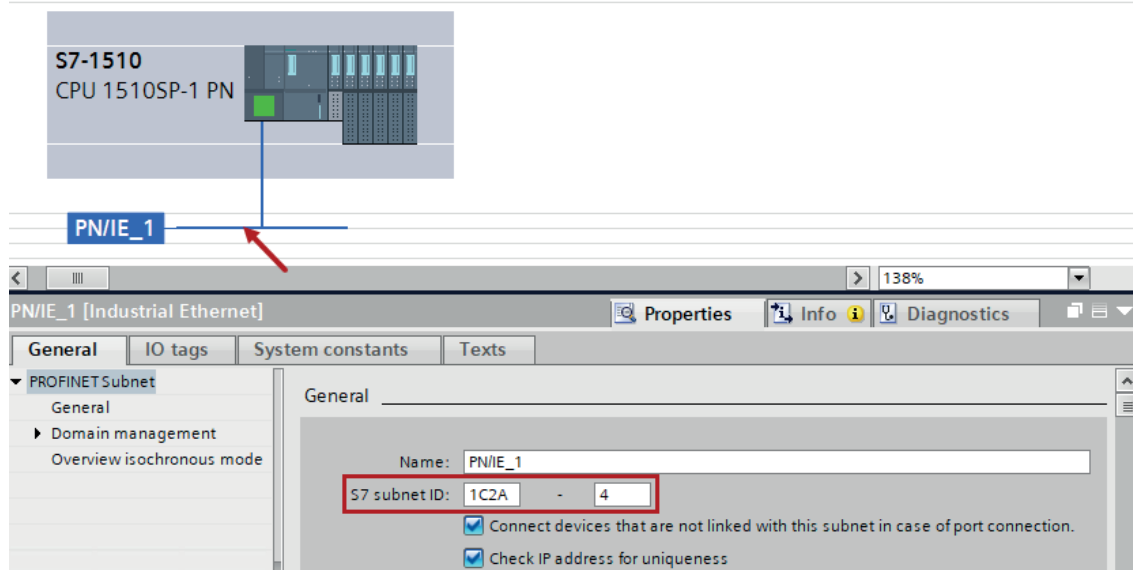 S7-1510
CPU 1510SP-1 PN
PN/IE_1
138%
PN/IE_1 [Industrial Ethernet]
Properties Info Diagnostics
General IO tags System constants Texts
PROFINET Subnet
General
Domain management
Overview isochronous mode
General
Name: PN/IE_1
S7 subnet ID: 1C2A - 4
Connect devices that are not linked with this subnet in case of port connection.
Check IP address for uniqueness